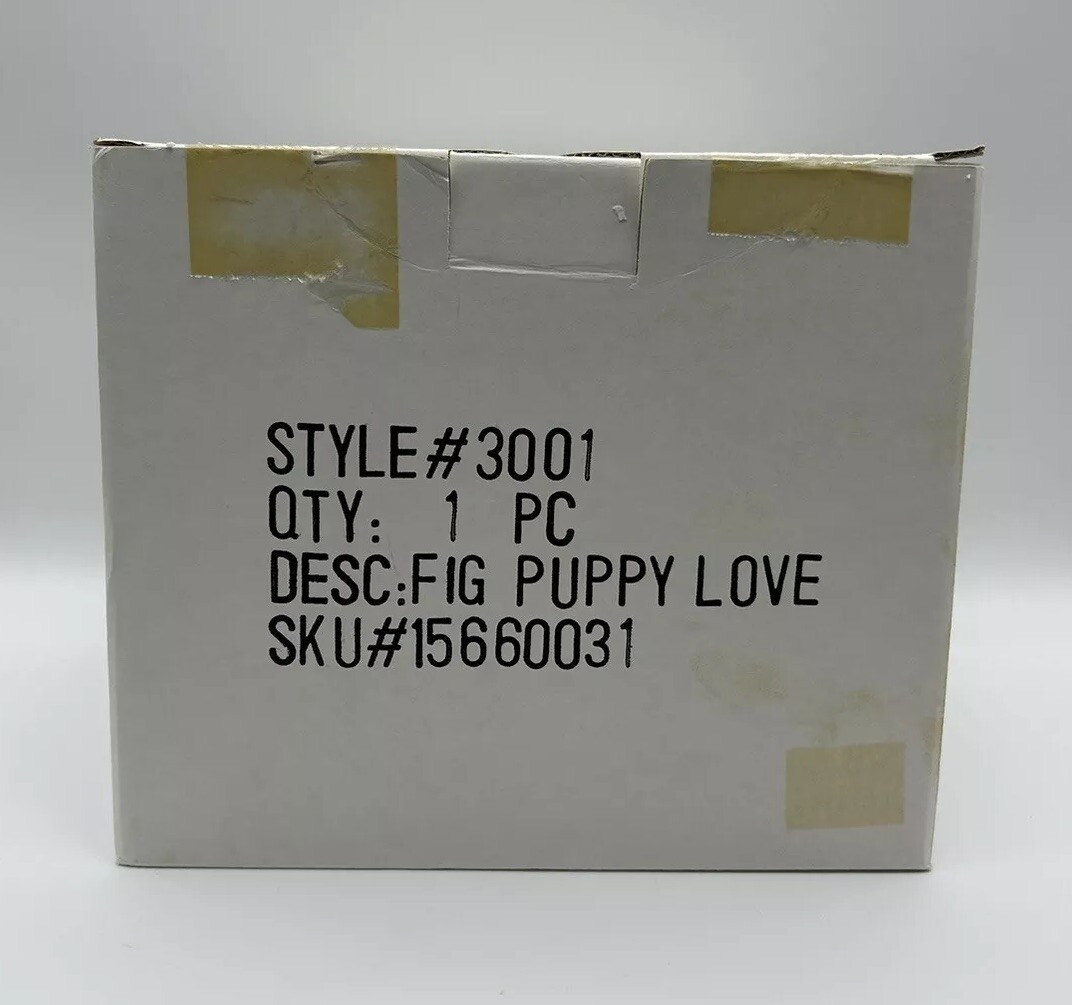 STYLE#3001
QTY: 1 PC
DESC:FIG PUPPY LOVE
SKU#15660031